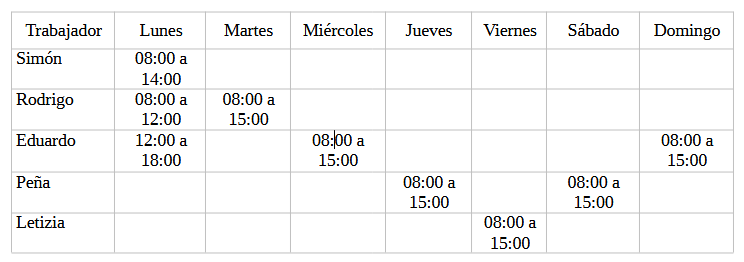 Trabajador Lunes Martes Miércoles Jueves Viernes Sábado Domingo
Simón 08:00 a
14:00
Rodrigo 08:00 a 08:00 a
12:00 15:00
Eduardo 12:00 a 08:00 a 08:00 a
18:00 15:00 15:00
Peña 08:00 a 08:00 a
15:00 15:00
Letizia 08:00 a
15:00